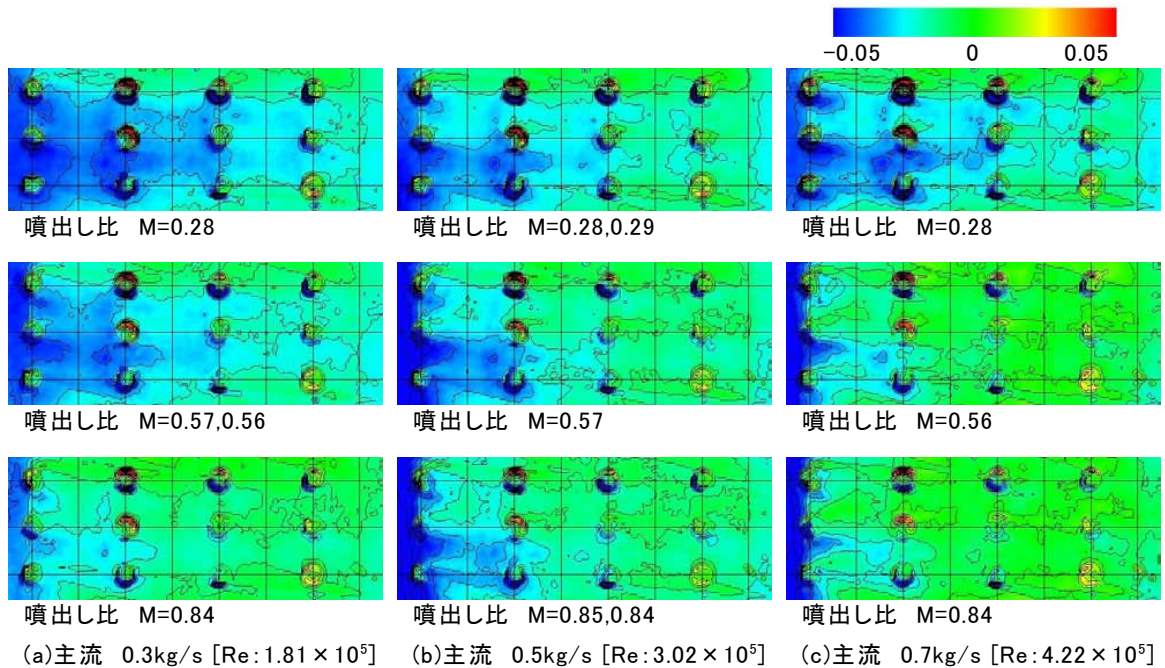 -0.05 0 0.05
噴出し比 M=0.28 噴出し比 M=0.28,0.29 噴出し比 M=0.28
噴出し比 M=0.57,0.56 噴出し比 M=0.57 噴出し比 M=0.56
噴出し比 M=0.84 噴出し比 M=0.85,0.84 噴出し比 M=0.84
(a)主流 0.3kg/s [Re:1.81×10⁵] (b)主流 0.5kg/s [Re:3.02×10⁵] (c)主流 0.7kg/s [Re:4.22×10⁵]